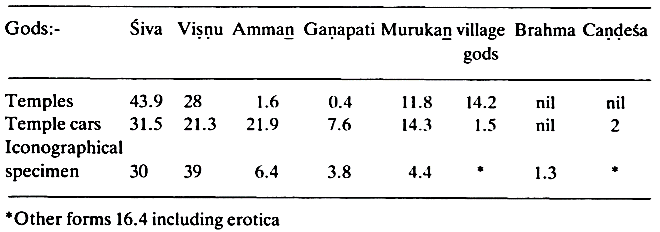 Gods:- Śiva Viṣṇu Ammaṉ Gaṇapati Murukaṉ village Brahma Caṇḍeśa
gods
Temples 43.9 28 1.6 0.4 11.8 14.2 nil nil
Temple cars 31.5 21.3 21.9 7.6 14.3 1.5 nil 2
Iconographical
specimen 30 39 6.4 3.8 4.4 * 1.3 *
*Other forms 16.4 including erotica